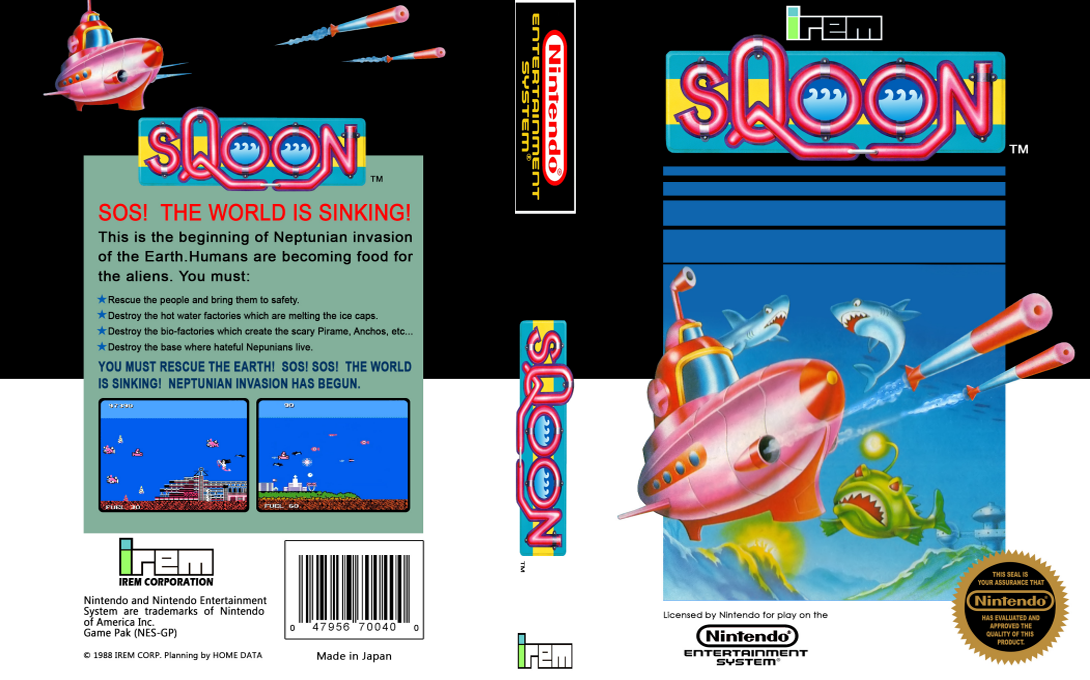 SQOON
TM
SOS! THE WORLD IS SINKING!
This is the beginning of Neptunian invasion
of the Earth.Humans are becoming food for
the aliens. You must:
★Rescue the people and bring them to safety.
★Destroy the hot water factories which are melting the ice caps.
★Destroy the bio-factories which create the scary Pirame, Anchos, etc...
★Destroy the base where hateful Nepunians live.
YOU MUST RESCUE THE EARTH! SOS! SOS! THE WORLD
IS SINKING! NEPTUNIAN INVASION HAS BEGUN.
90
FUEL 30
FUEL 60
irem
IREM CORPORATION
Nintendo and Nintendo Entertainment
System are trademarks of Nintendo
of America Inc.
Game Pak (NES-GP)
© 1988 IREM CORP. Planning by HOME DATA
0 47956 70040 0
Made in Japan
Nintendo®
ENTERTAINMENT
SYSTEM®
SQOON
TM
irem
irem
SQOON
TM
Licensed by Nintendo for play on the
Nintendo®
ENTERTAINMENT
SYSTEM®
THIS SEAL IS
YOUR ASSURANCE THAT
Nintendo®
HAS EVALUATED AND
APPROVED THE
QUALITY OF THIS
PRODUCT.